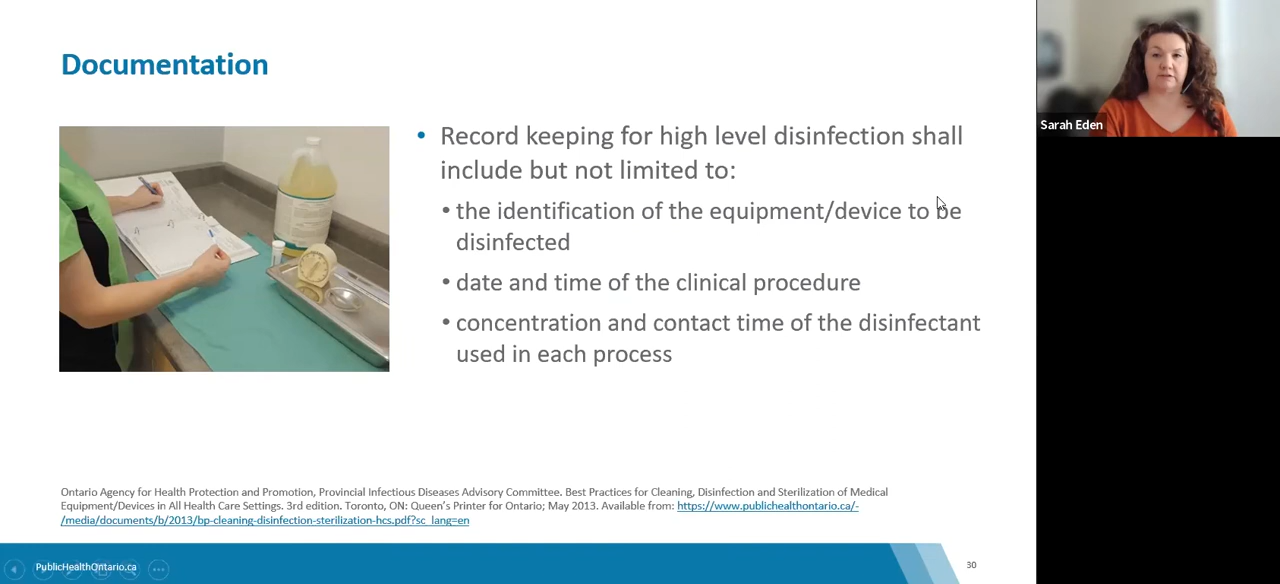 Documentation
• Record keeping for high level disinfection shall
include but not limited to:
• the identification of the equipment/device to be
disinfected
• date and time of the clinical procedure
• concentration and contact time of the disinfectant
used in each process
Ontario Agency for Health Protection and Promotion, Provincial Infectious Diseases Advisory Committee. Best Practices for Cleaning, Disinfection and Sterilization of Medical
Equipment/Devices in All Health Care Settings. 3rd edition. Toronto, ON: Queen's Printer for Ontario; May 2013. Available from: https://www.publichealthontario.ca/-
/media/documents/b/2013/bp-cleaning-disinfection-sterilization-hcs.pdf?sc_lang=en
PublicHealthOntario.ca
30
Sarah Eden